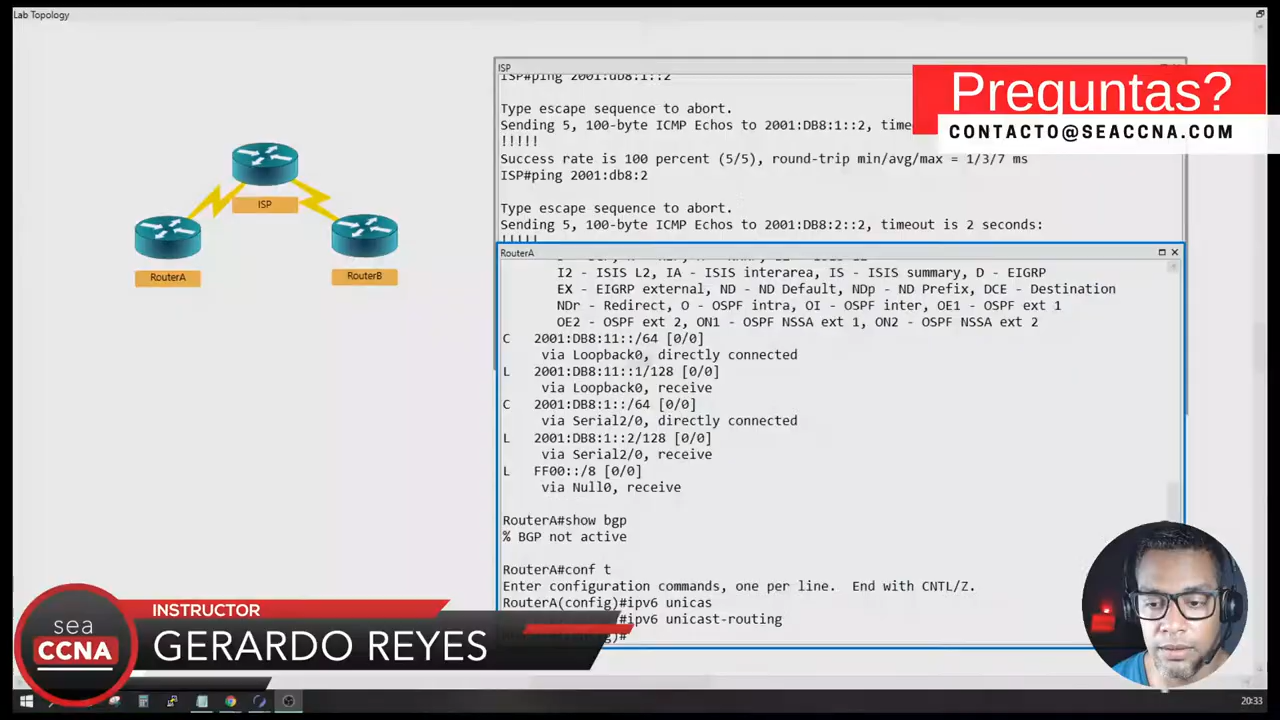 Lab Topology
ISP
RouterA
RouterB
ISP
ISP#ping 2001:db8:1::2
Type escape sequence to abort.
Sending 5, 100-byte ICMP Echos to 2001:DB8:1::2,
!!!!!
Success rate is 100 percent (5/5), round-trip min/avg/max = 1/3/7 ms
ISP#ping 2001:db8:2
Type escape sequence to abort.
Sending 5, 100-byte ICMP Echos to 2001:DB8:2::2, timeout is 2 seconds:
!!!!!
Preguntas?
CONTACTO@SEACCNA.COM
RouterA
I2 - ISIS L2, IA - ISIS interarea, IS - ISIS summary, D - EIGRP
EX - EIGRP external, ND - ND Default, NDp - ND Prefix, DCE - Destination
NDr - Redirect, O - OSPF intra, OI - OSPF inter, OE1 - OSPF ext 1
OE2 - OSPF ext 2, ON1 - OSPF NSSA ext 1, ON2 - OSPF NSSA ext 2
C 2001:DB8:11::/64 [0/0]
via Loopback0, directly connected
L 2001:DB8:11::1/128 [0/0]
via Loopback0, receive
C 2001:DB8:1::/64 [0/0]
via Serial2/0, directly connected
L 2001:DB8:1::2/128 [0/0]
via Serial2/0, receive
L FF00::/8 [0/0]
via Null0, receive
RouterA#show bgp
% BGP not active
RouterA#conf t
Enter configuration commands, one per line. End with CNTL/Z.
RouterA(config)#ipv6 unicas
#ipv6 unicast-routing
sea
CCNA
INSTRUCTOR
GERARDO REYES
20:33